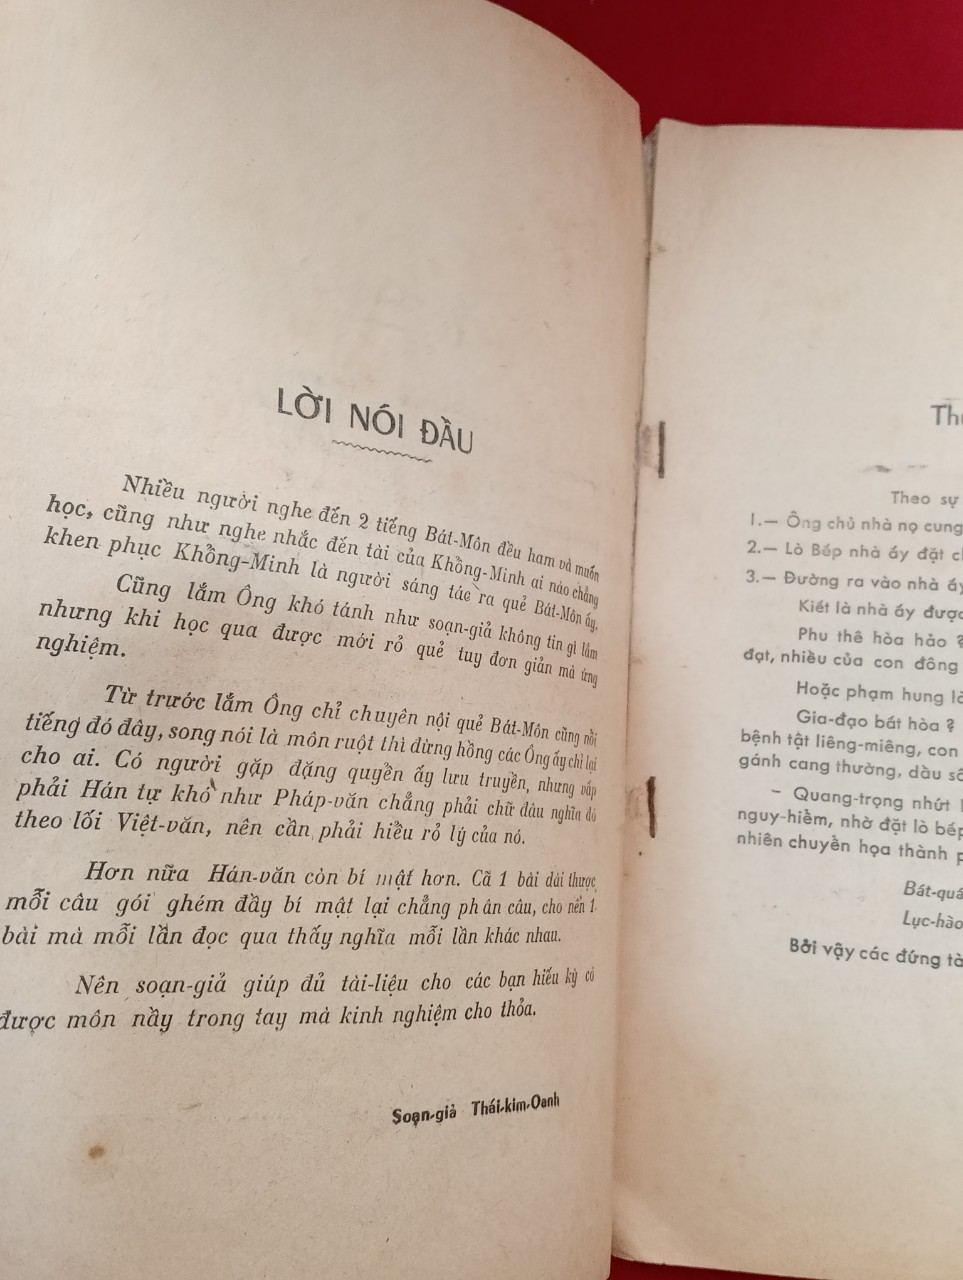 LỜI NÓI ĐẦU
Nhiều người nghe đến 2 tiếng Bát-Môn đều ham và muốn
học, cũng như nghe nhắc đến tài của Khồng-Minh ai nào chẳng
khen phục Khồng-Minh là người sáng tác ra quẻ Bát-Môn ấy.
Cũng lắm Ông khó tánh như soạn-giả không tin gì lắm
nhưng khi học qua được mới rỏ quẻ tuy đơn giản mà ứng
nghiệm.
Từ trước lắm Ông chỉ chuyên nội quẻ Bát-Môn cũng nồi
tiếng đó đây, song nói là môn ruột thì đừng hồng các Ông ấy chỉ lại
cho ai. Có người gặp đặng quyền ấy lưu truyền, nhưng vấp
phải Hán tự khó như Pháp-văn chẳng phải chữ đâu nghĩa đó
theo lối Việt-văn, nên cần phải hiều rỏ lý của nó.
Hơn nữa Hán-văn còn bí mật hơn. Cã 1 bài dài thược
mỗi câu gói ghém đầy bí mật lại chẳng phân câu, cho nên 1
bài mà mỗi lần đọc qua thấy nghĩa mỗi lần khác nhau.
Nên soạn-giả giúp đủ tài-liệu cho các bạn hiếu kỳ có
được môn nầy trong tay mà kinh nghiệm cho thỏa.
Soạn-giả Thái-kim-Oanh
Theo sự
1.— Ông chủ nhà nọ cung
2.— Lò Bếp nhà ấy đặt
3.— Đường ra vào nhà ấy
Kiết là nhà ấy được
Phu thê hòa hảo ?
đạt, nhiều của con đông
Hoặc phạm hung
Gia-đạo bất hòa ?
bệnh tật liêng-miêng, con
gánh cang thường, dầu
— Quang-trọng nhứt
nguy-hiềm, nhờ đặt lò bếp
nhiên chuyền họa thành
Bát-quá
Lục-hào
Bởi vậy các đứng